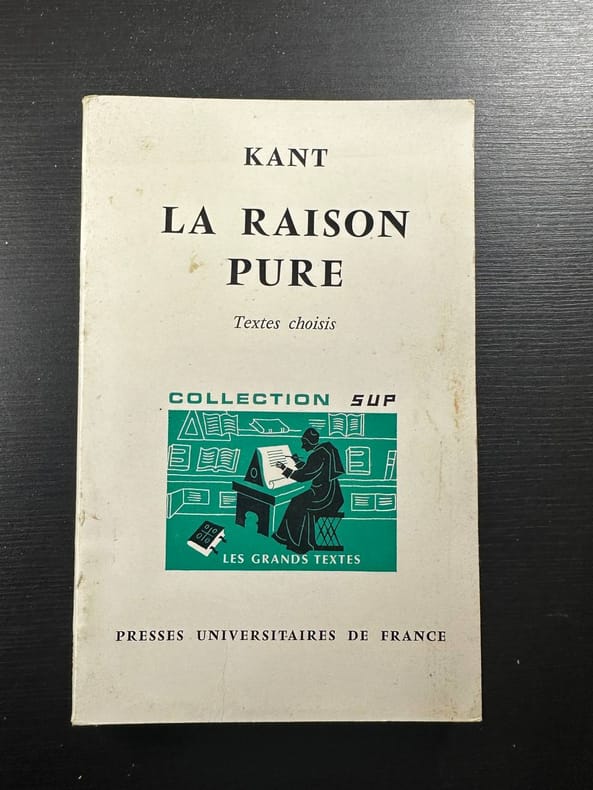 KANT
LA RAISON
PURE
Textes choisis
COLLECTION SUP
LES GRANDS TEXTES
PRESSES UNIVERSITAIRES DE FRANCE